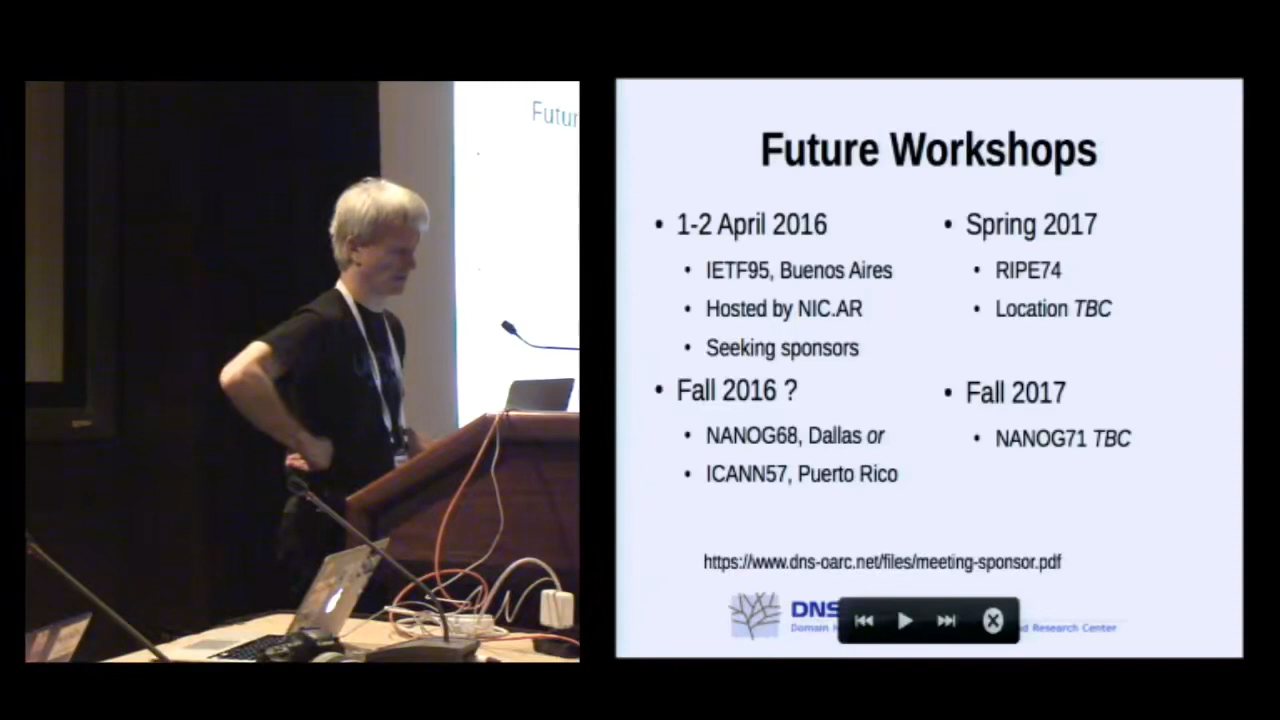 Futur
Future Workshops
• 1-2 April 2016
• IETF95, Buenos Aires
• Hosted by NIC.AR
• Seeking sponsors
• Fall 2016 ?
• NANOG68, Dallas or
• ICANN57, Puerto Rico
• Spring 2017
• RIPE74
• Location TBC
• Fall 2017
• NANOG71 TBC
https://www.dns-oarc.net/files/meeting-sponsor.pdf
DNS
Domain
d Research Center